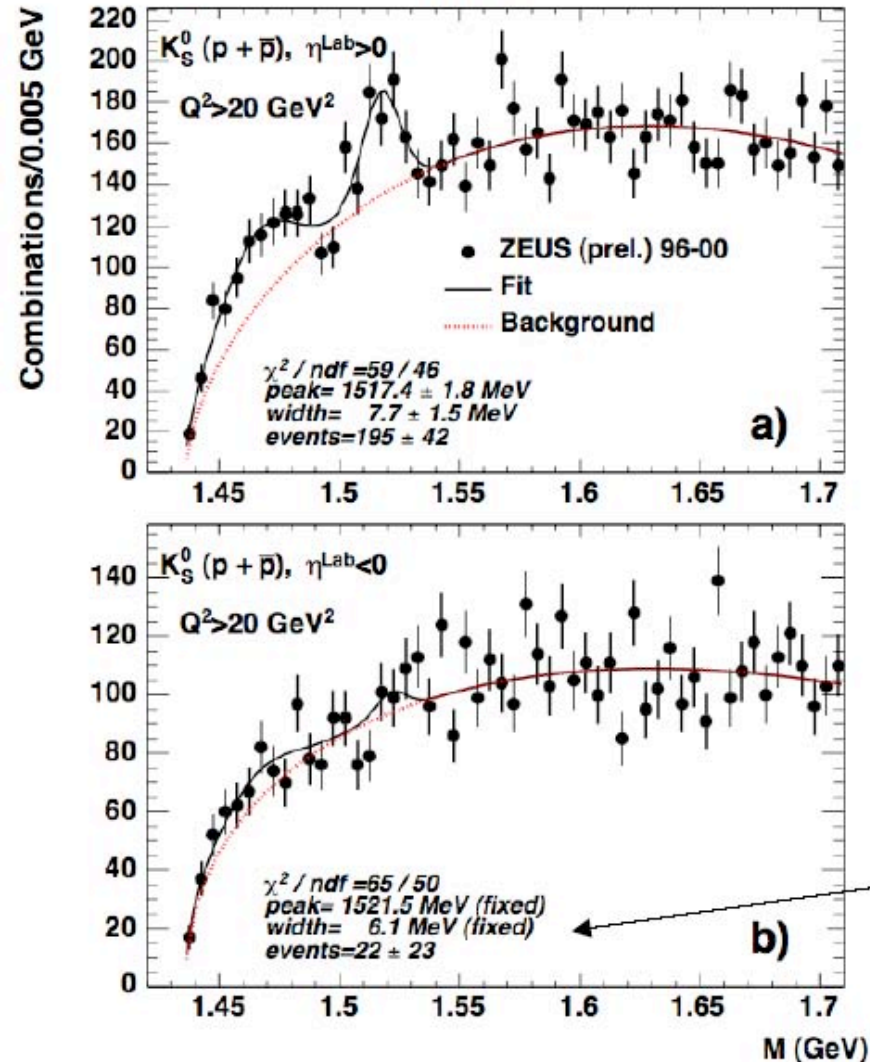 Combinations/0.005 GeV
220
200
180
160
140
120
100
80
60
40
20
0
K⁰_S (p + p̄), η^Lab>0
Q²>20 GeV²
ZEUS (prel.) 96-00
Fit
Background
χ² / ndf =59 / 46
peak= 1517.4 ± 1.8 MeV
width= 7.7 ± 1.5 MeV
events=195 ± 42
a)
1.45 1.5 1.55 1.6 1.65 1.7
140
120
100
80
60
40
20
0
K⁰_S (p + p̄), η^Lab<0
Q²>20 GeV²
χ² / ndf =65 / 50
peak= 1521.5 MeV (fixed)
width= 6.1 MeV (fixed)
events=22 ± 23
b)
1.45 1.5 1.55 1.6 1.65 1.7
M (GeV)